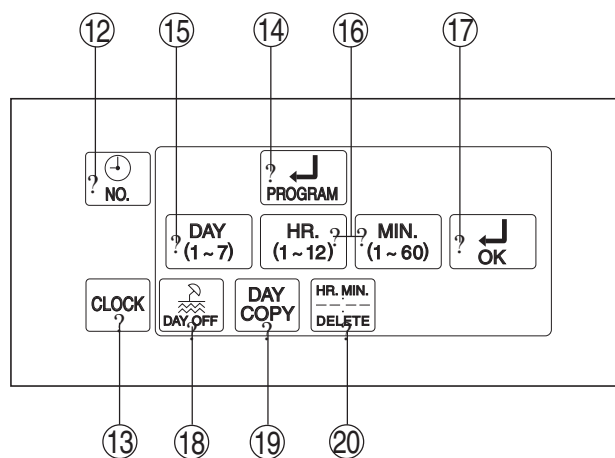 ⑫ ⑮ ⑭ ⑯ ⑰
? NO.
? PROGRAM
? DAY
(1 ~ 7)
HR. ?
(1 ~ 12)
? MIN.
(1 ~ 60)
? OK
CLOCK
?
DAY OFF
?
DAY
COPY
?
HR. MIN.
DELETE
?
⑬ ⑱ ⑲ ⑳